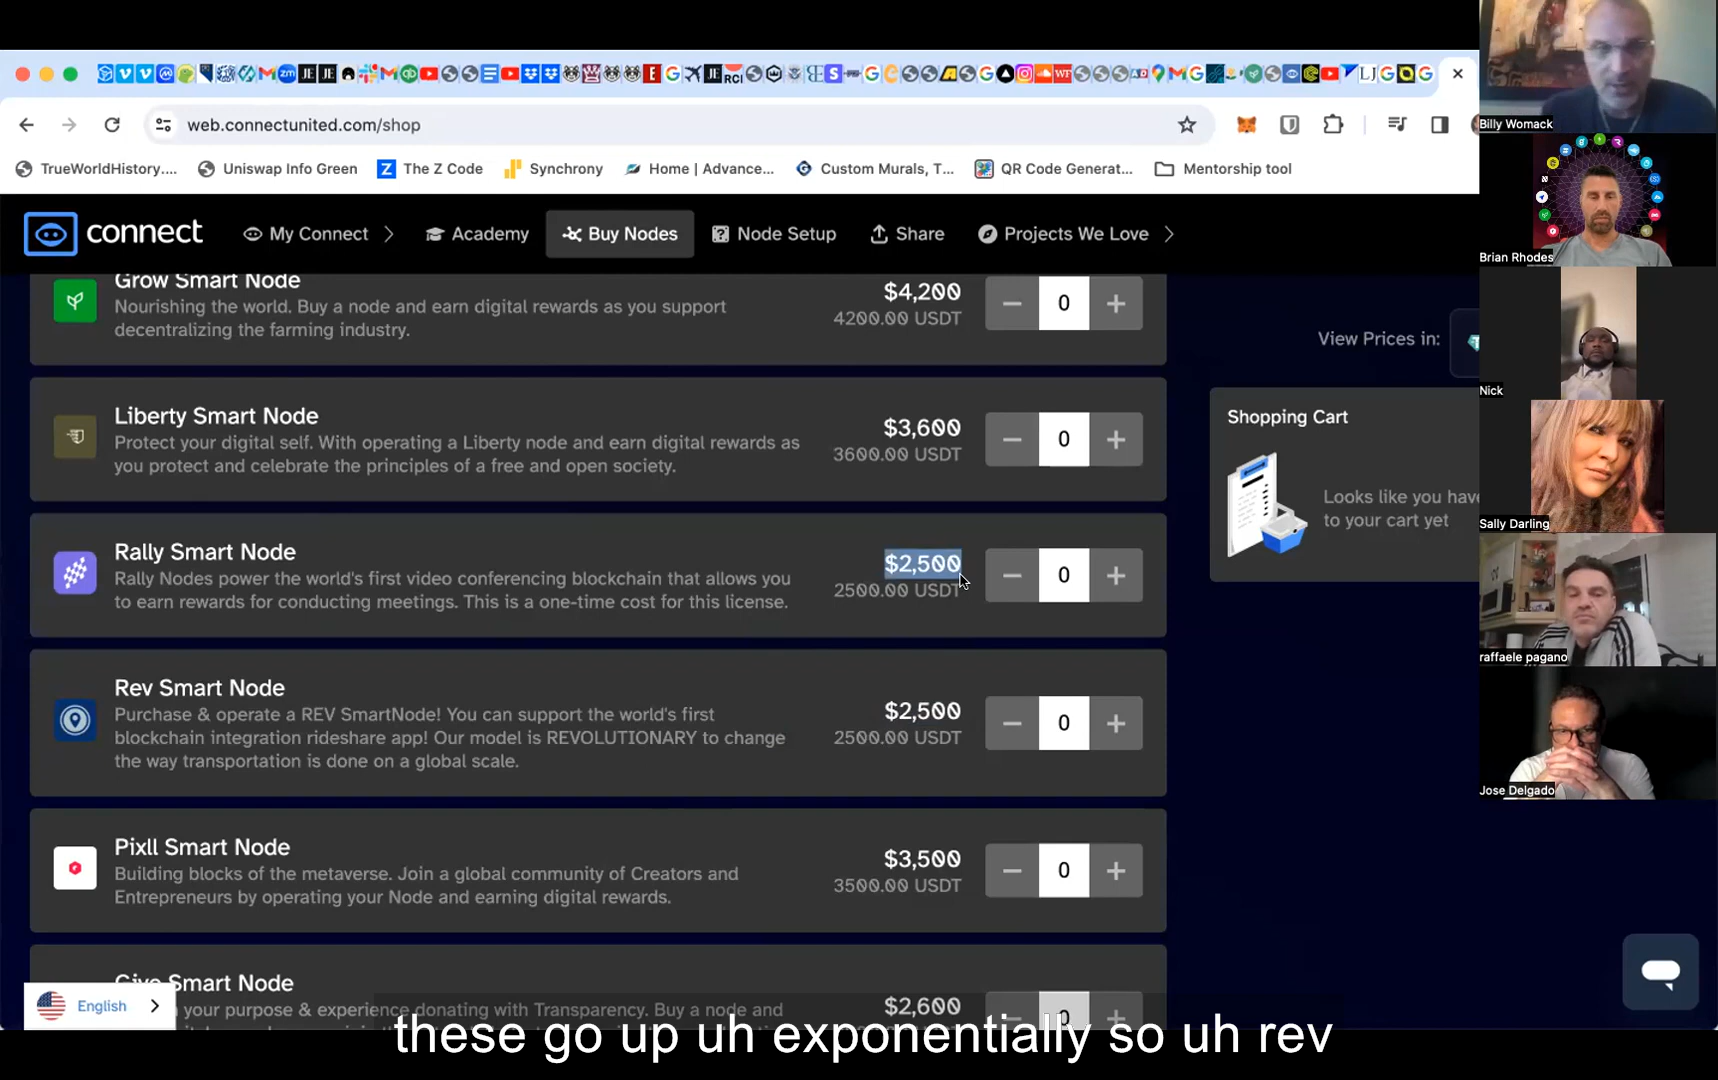 Billy Womack
web.connectunited.com/shop
TrueWorldHistory....
Uniswap Info Green
The Z Code
Synchrony
Home | Advance...
Custom Murals, T...
QR Code Generat...
Mentorship tool
connect
My Connect
Academy
Buy Nodes
Node Setup
Share
Projects We Love
Brian Rhodes
Grow Smart Node
Nourishing the world. Buy a node and earn digital rewards as you support
decentralizing the farming industry.
$4,200
4200.00 USDT
0
View Prices in:
Nick
Liberty Smart Node
Protect your digital self. With operating a Liberty node and earn digital rewards as
you protect and celebrate the principles of a free and open society.
$3,600
3600.00 USDT
0
Shopping Cart
Looks like you have
to your cart yet
Sally Darling
Rally Smart Node
Rally Nodes power the world's first video conferencing blockchain that allows you
to earn rewards for conducting meetings. This is a one-time cost for this license.
$2,500
2500.00 USDT
0
raffaele pagano
Rev Smart Node
Purchase & operate a REV SmartNode! You can support the world's first
blockchain integration rideshare app! Our model is REVOLUTIONARY to change
the way transportation is done on a global scale.
$2,500
2500.00 USDT
0
Jose Delgado
Pixll Smart Node
Building blocks of the metaverse. Join a global community of Creators and
Entrepreneurs by operating your Node and earning digital rewards.
$3,500
3500.00 USDT
0
Give Smart Node
your purpose & experience donating with Transparency. Buy a node and
$2,600
0
English
these go up uh exponentially so uh rev